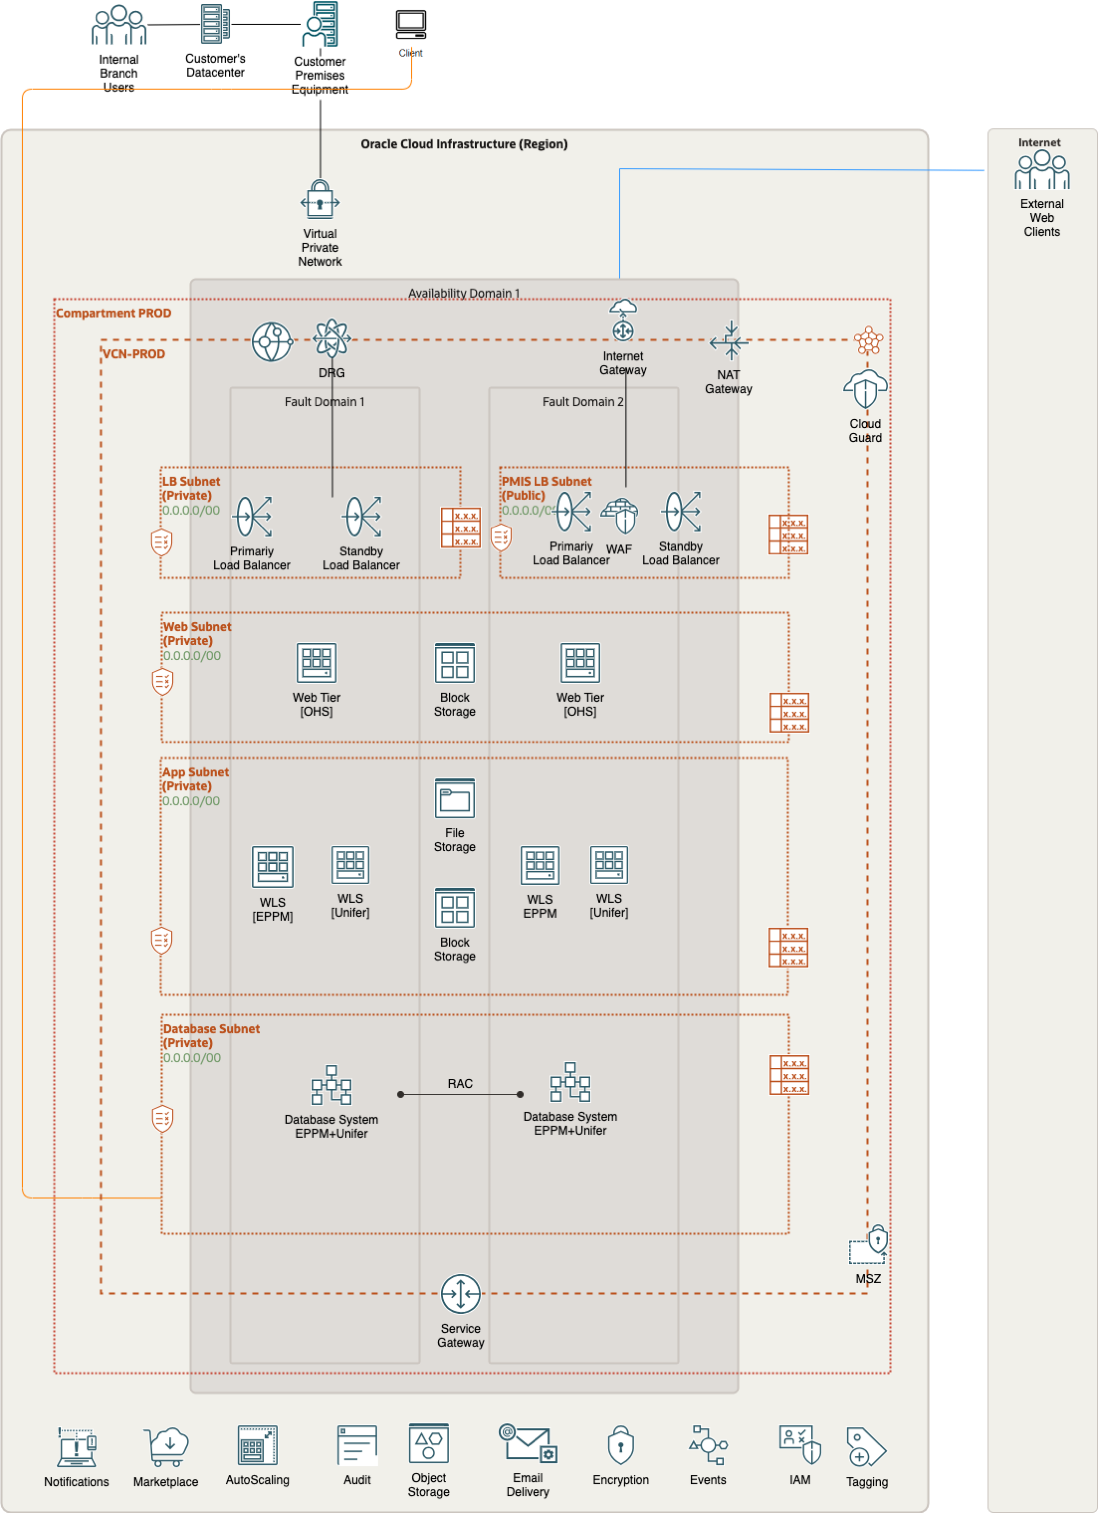 Internal
Branch
Users
Customer's
Datacenter
Customer
Premises
Equipment
Client
Oracle Cloud Infrastructure (Region)
Internet
External
Web
Clients
Virtual
Private
Network
Availability Domain 1
Compartment PROD
VCN-PROD
DRG
Internet
Gateway
NAT
Gateway
Cloud
Guard
Fault Domain 1
Fault Domain 2
LB Subnet
(Private)
0.0.0.0/00
Primariy
Load Balancer
Standby
Load Balancer
X.X.X.
X.X.X.
X.X.X.
PMIS LB Subnet
(Public)
0.0.0.0/0
Primariy
Load Balancer
WAF
Standby
Load Balancer
X.X.X.
X.X.X.
X.X.X.
Web Subnet
(Private)
0.0.0.0/00
Web Tier
[OHS]
Block
Storage
Web Tier
[OHS]
X.X.X.
X.X.X.
X.X.X.
App Subnet
(Private)
0.0.0.0/00
File
Storage
WLS
[EPPM]
WLS
[Unifer]
Block
Storage
WLS
EPPM
WLS
[Unifer]
X.X.X.
X.X.X.
X.X.X.
Database Subnet
(Private)
0.0.0.0/00
Database System
EPPM+Unifer
RAC
Database System
EPPM+Unifer
X.X.X.
X.X.X.
X.X.X.
MSZ
Service
Gateway
Notifications
Marketplace
AutoScaling
Audit
Object
Storage
@
Email
Delivery
Encryption
Events
IAM
Tagging